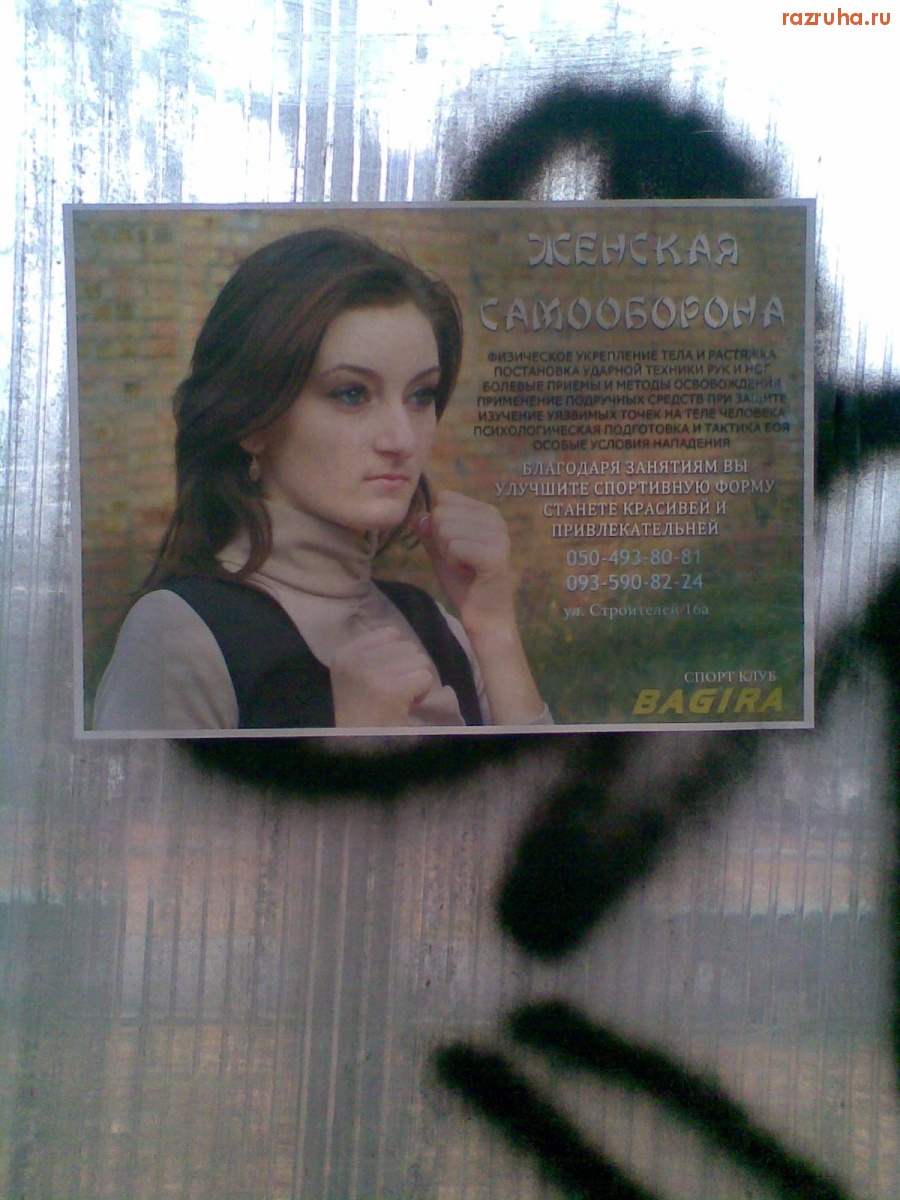 razruha.ru
ЖЕНСКАЯ
САМООБОРОНА
ФИЗИЧЕСКОЕ УКРЕПЛЕНИЕ ТЕЛА И РАСТЯЖКА
ПОСТАНОВКА УДАРНОЙ ТЕХНИКИ РУК И НОГ
БОЛЕВЫЕ ПРИЕМЫ И МЕТОДЫ ОСВОБОЖДЕНИЯ
ПРИМЕНЕНИЕ ПОДРУЧНЫХ СРЕДСТВ ПРИ ЗАЩИТЕ
ИЗУЧЕНИЕ УЯЗВИМЫХ ТОЧЕК НА ТЕЛЕ ЧЕЛОВЕКА
ПСИХОЛОГИЧЕСКАЯ ПОДГОТОВКА И ТАКТИКА БОЯ
ОСОБЫЕ УСЛОВИЯ НАПАДЕНИЯ
БЛАГОДАРЯ ЗАНЯТИЯМ ВЫ
УЛУЧШИТЕ СПОРТИВНУЮ ФОРМУ
СТАНЕТЕ КРАСИВЕЙ И
ПРИВЛЕКАТЕЛЬНЕЙ
050-493-80-81
093-590-82-24
ул. Строителей 16а
СПОРТ КЛУБ
BAGIRA